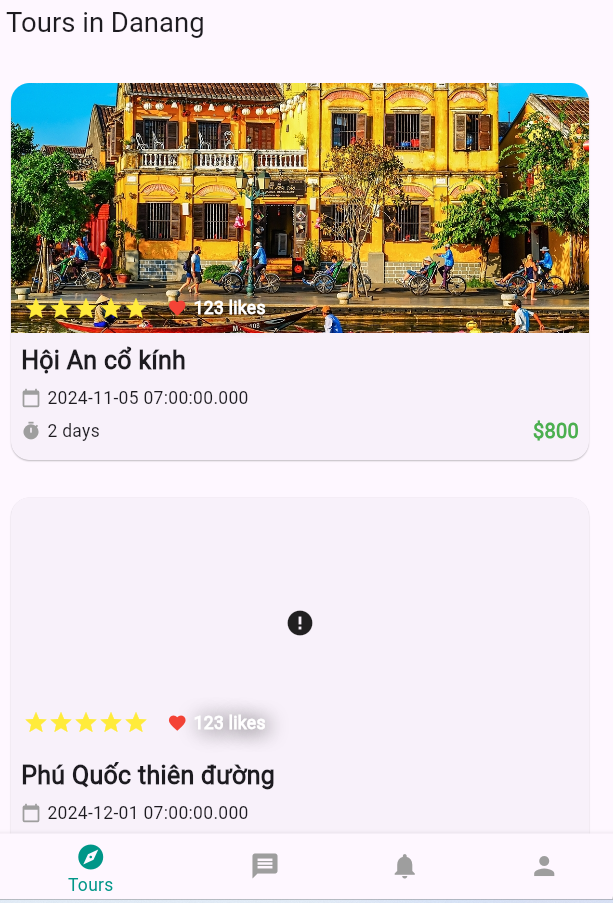 Tours in Danang
123 likes
Hội An cổ kính
2024-11-05 07:00:00.000
2 days
$800
123 likes
Phú Quốc thiên đường
2024-12-01 07:00:00.000
Tours